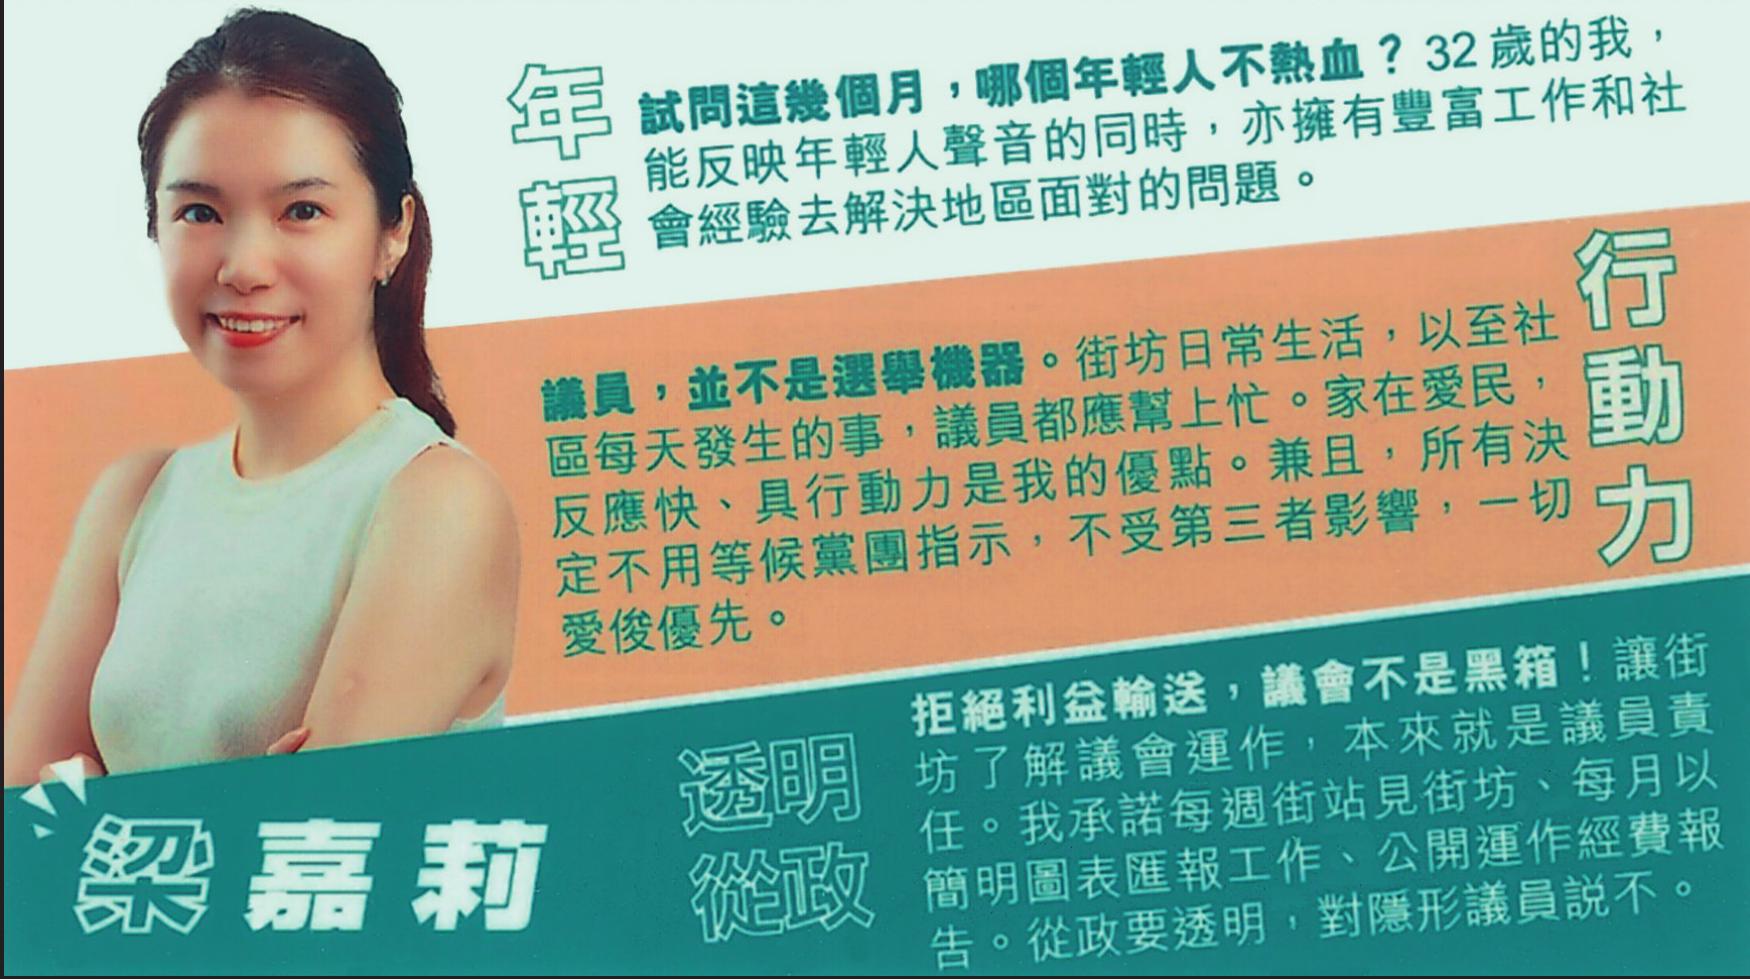 年輕
試問這幾個月，哪個年輕人不熱血？32 歲的我，
能反映年輕人聲音的同時，亦擁有豐富工作和社
會經驗去解決地區面對的問題。
行動力
議員，並不是選舉機器。街坊日常生活，以至社
區每天發生的事，議員都應幫上忙。家在愛民，
反應快、具行動力是我的優點。兼且，所有決
定不用等候黨團指示，不受第三者影響，一切
愛俊優先。
透明
從政
拒絕利益輸送，議會不是黑箱！讓街
坊了解議會運作，本來就是議員責
任。我承諾每週街站見街坊、每月以
簡明圖表匯報工作、公開運作經費報
告。從政要透明，對隱形議員説不。
梁嘉莉